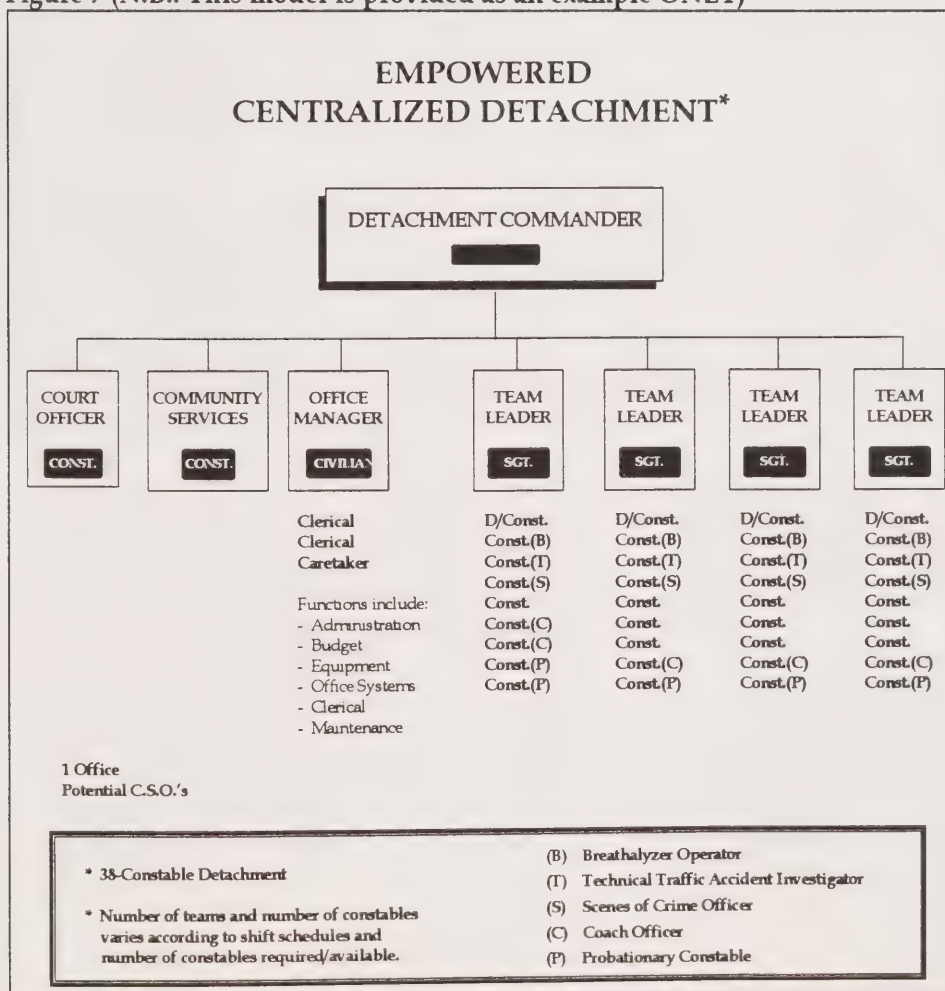 Figure 7 (N.B.: This model is provided as an example ONLY)
EMPOWERED
CENTRALIZED DETACHMENT*
DETACHMENT COMMANDER
COURT
OFFICER
CONST.
COMMUNITY
SERVICES
CONST.
OFFICE
MANAGER
CIVILIAN
TEAM
LEADER
SGT.
TEAM
LEADER
SGT.
TEAM
LEADER
SGT.
TEAM
LEADER
SGT.
Clerical
Clerical
Caretaker
Functions include:
- Administration
- Budget
- Equipment
- Office Systems
- Clerical
- Maintenance
D/Const.
Const.(B)
Const.(T)
Const.(S)
Const.
Const.(C)
Const.(C)
Const.(P)
Const.(P)
D/Const.
Const.(B)
Const.(T)
Const.(S)
Const.
Const.
Const.
Const.(C)
Const.(P)
D/Const.
Const.(B)
Const.(T)
Const.(S)
Const.
Const.
Const.
Const.(C)
Const.(P)
D/Const.
Const.(B)
Const.(T)
Const.(S)
Const.
Const.
Const.
Const.(C)
Const.(P)
1 Office
Potential C.S.O.'s
* 38-Constable Detachment
* Number of teams and number of constables
varies according to shift schedules and
number of constables required/available.
(B) Breathalyzer Operator
(T) Technical Traffic Accident Investigator
(S) Scenes of Crime Officer
(C) Coach Officer
(P) Probationary Constable